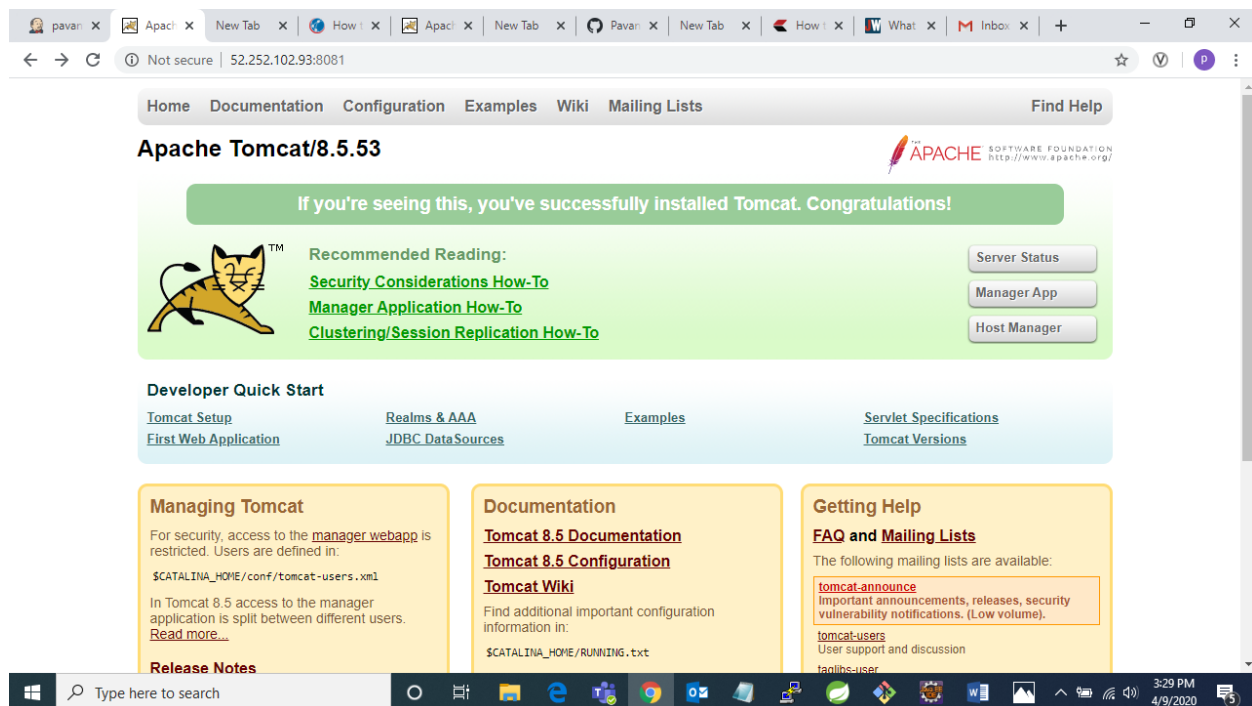 pavan
Apach
New Tab
How t
Apach
New Tab
Pavan
New Tab
How t
What
Inbox
Not secure | 52.252.102.93:8081
P
Home Documentation Configuration Examples Wiki Mailing Lists Find Help
Apache Tomcat/8.5.53
THE APACHE SOFTWARE FOUNDATION
http://www.apache.org/
If you're seeing this, you've successfully installed Tomcat. Congratulations!
TM
Recommended Reading:
Security Considerations How-To
Manager Application How-To
Clustering/Session Replication How-To
Server Status
Manager App
Host Manager
Developer Quick Start
Tomcat Setup
First Web Application
Realms & AAA
JDBC DataSources
Examples
Servlet Specifications
Tomcat Versions
Managing Tomcat
For security, access to the manager webapp is
restricted. Users are defined in:
$CATALINA_HOME/conf/tomcat-users.xml
In Tomcat 8.5 access to the manager
application is split between different users.
Read more...
Release Notes
Documentation
Tomcat 8.5 Documentation
Tomcat 8.5 Configuration
Tomcat Wiki
Find additional important configuration
information in:
$CATALINA_HOME/RUNNING.txt
Getting Help
FAQ and Mailing Lists
The following mailing lists are available:
tomcat-announce
Important announcements, releases, security
vulnerability notifications. (Low volume).
tomcat-users
User support and discussion
taglibs-user
Type here to search
3:29 PM
4/9/2020
5